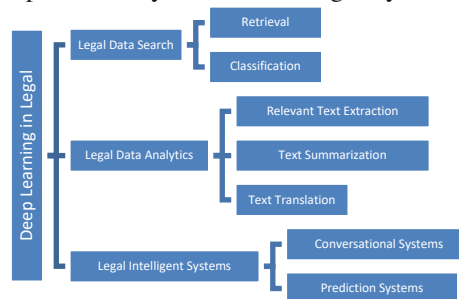 Deep Learning in Legal
Legal Data Search
Retrieval
Classification
Legal Data Analytics
Relevant Text Extraction
Text Summarization
Text Translation
Legal Intelligent Systems
Conversational Systems
Prediction Systems